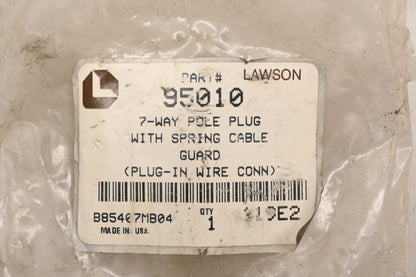 PART# LAWSON
95010
7-WAY POLE PLUG
WITH SPRING CABLE
GUARD
(PLUG-IN WIRE CONN)
B85407MB04 QTY
MADE IN. USA. 1